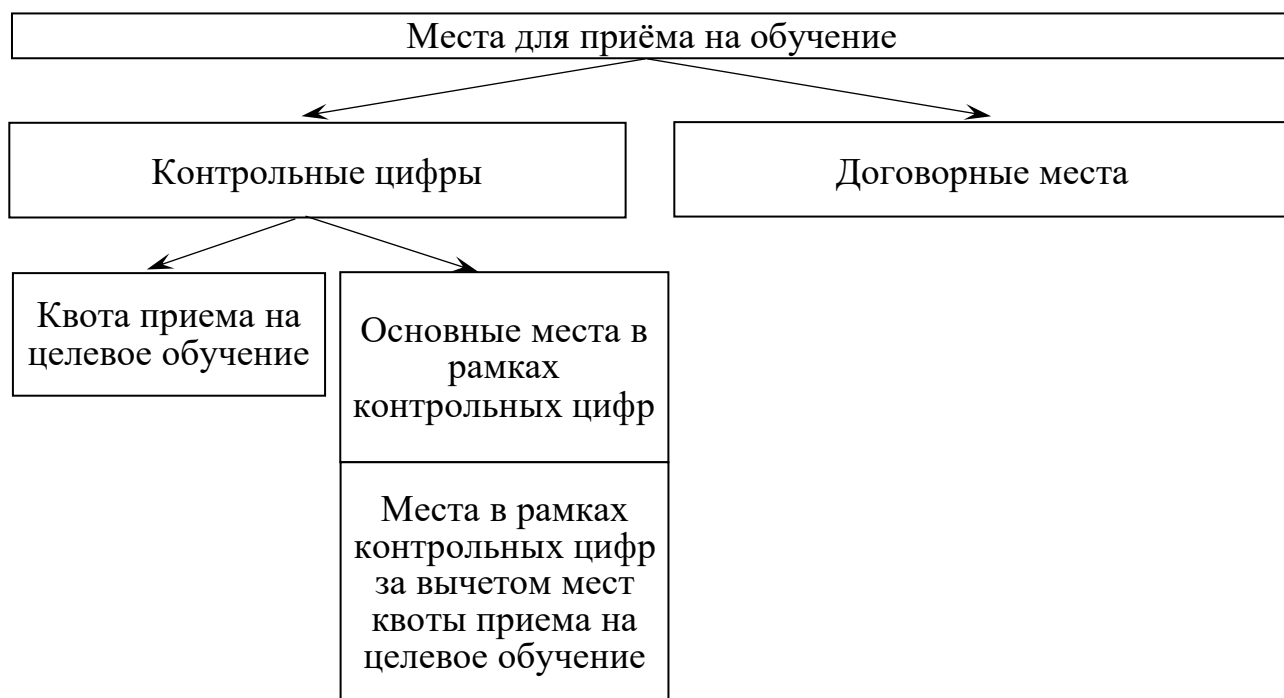 Места для приёма на обучение
Контрольные цифры
Договорные места
Квота приема на
целевое обучение
Основные места в
рамках
контрольных цифр
Места в рамках
контрольных цифр
за вычетом мест
квоты приема на
целевое обучение